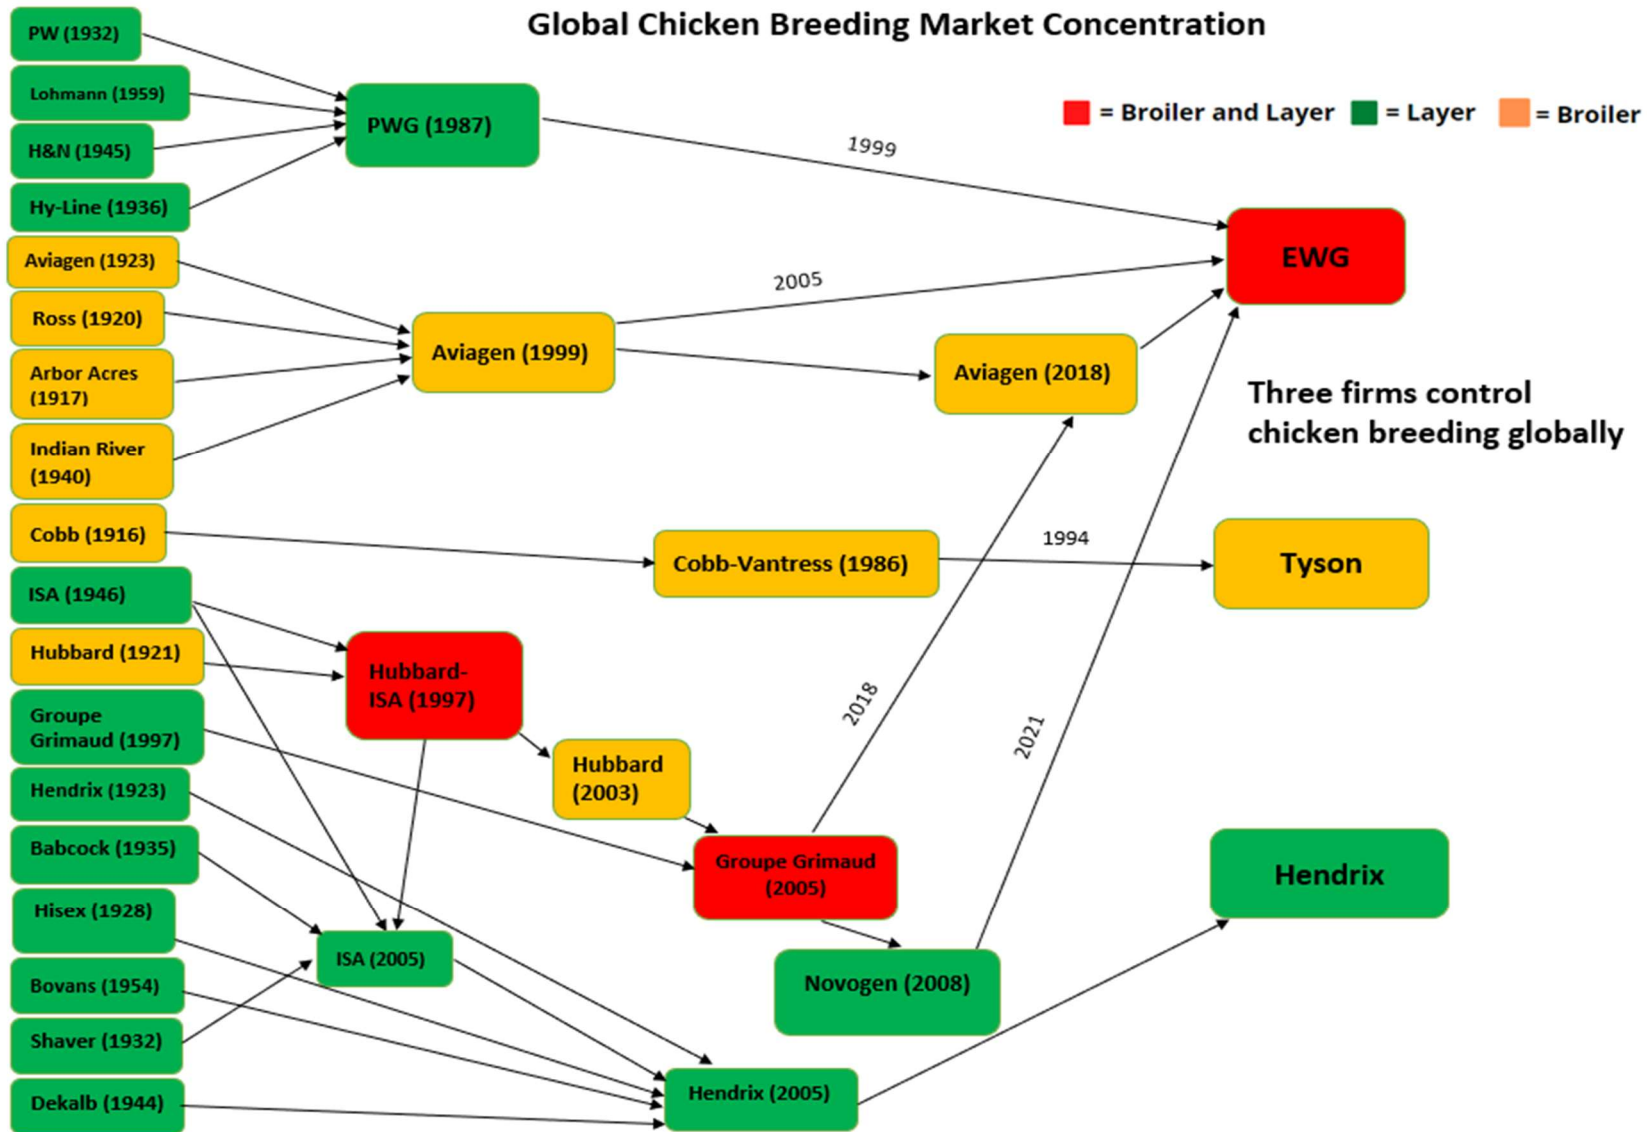 Global Chicken Breeding Market Concentration
= Broiler and Layer
= Layer
= Broiler
PW (1932)
Lohmann (1959)
H&N (1945)
Hy-Line (1936)
Aviagen (1923)
Ross (1920)
Arbor Acres
(1917)
Indian River
(1940)
Cobb (1916)
ISA (1946)
Hubbard (1921)
Groupe
Grimaud (1997)
Hendrix (1923)
Babcock (1935)
Hisex (1928)
Bovans (1954)
Shaver (1932)
Dekalb (1944)
PWG (1987)
1999
EWG
Aviagen (1999)
2005
Aviagen (2018)
Three firms control
chicken breeding globally
Cobb-Vantress (1986)
1994
Tyson
Hubbard-
ISA (1997)
Hubbard
(2003)
Groupe Grimaud
(2005)
2018
2021
ISA (2005)
Novogen (2008)
Hendrix (2005)
Hendrix